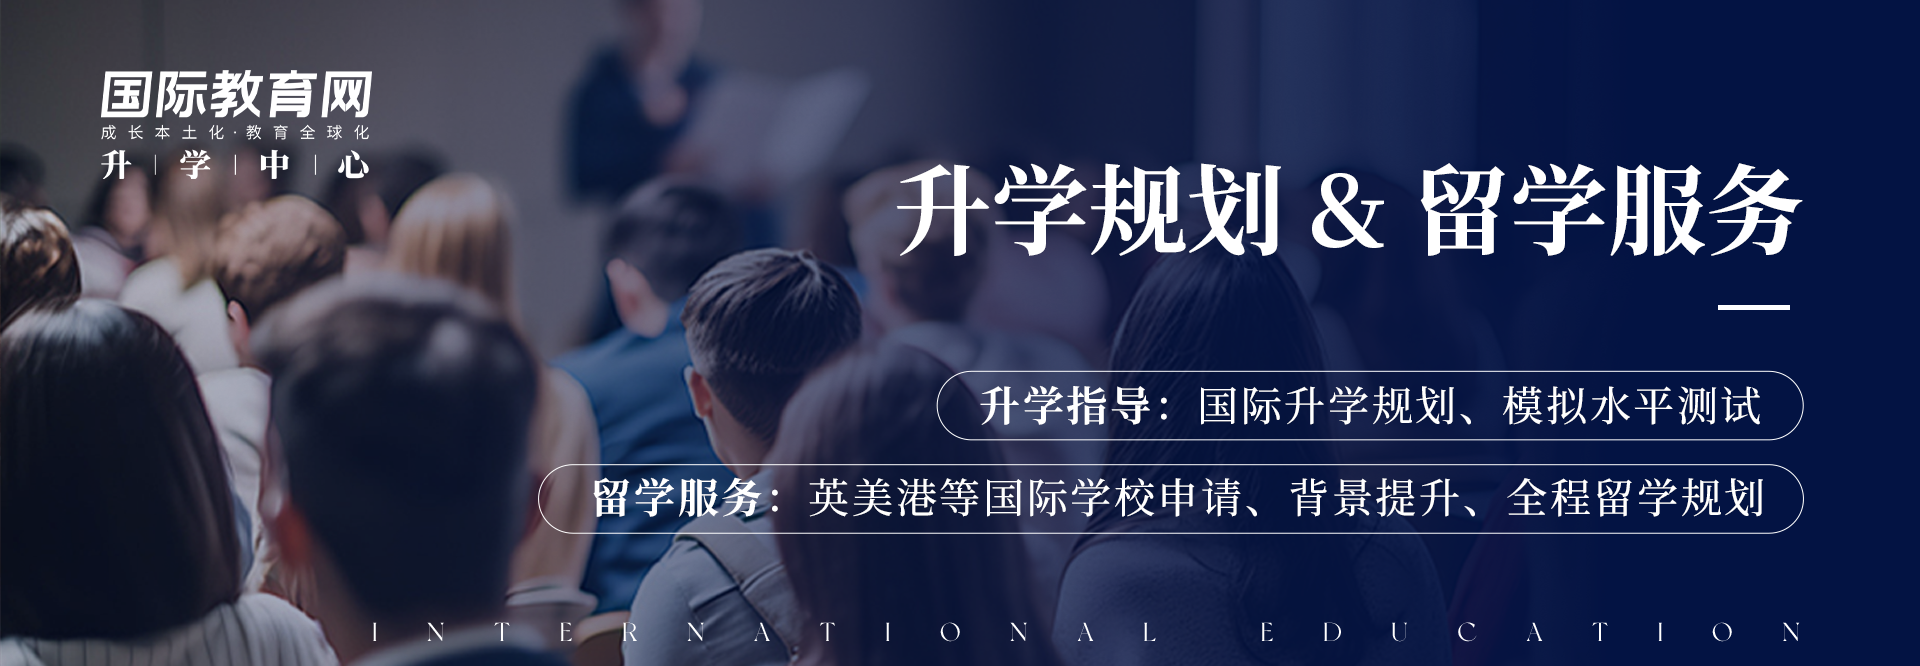 国际教育网
成长本土化·教育全球化
升|学|中|心
升学规划 & 留学服务
升学指导：国际升学规划、模拟水平测试
留学服务：英美港等国际学校申请、背景提升、全程留学规划
INTERNATIONAL EDUCATION